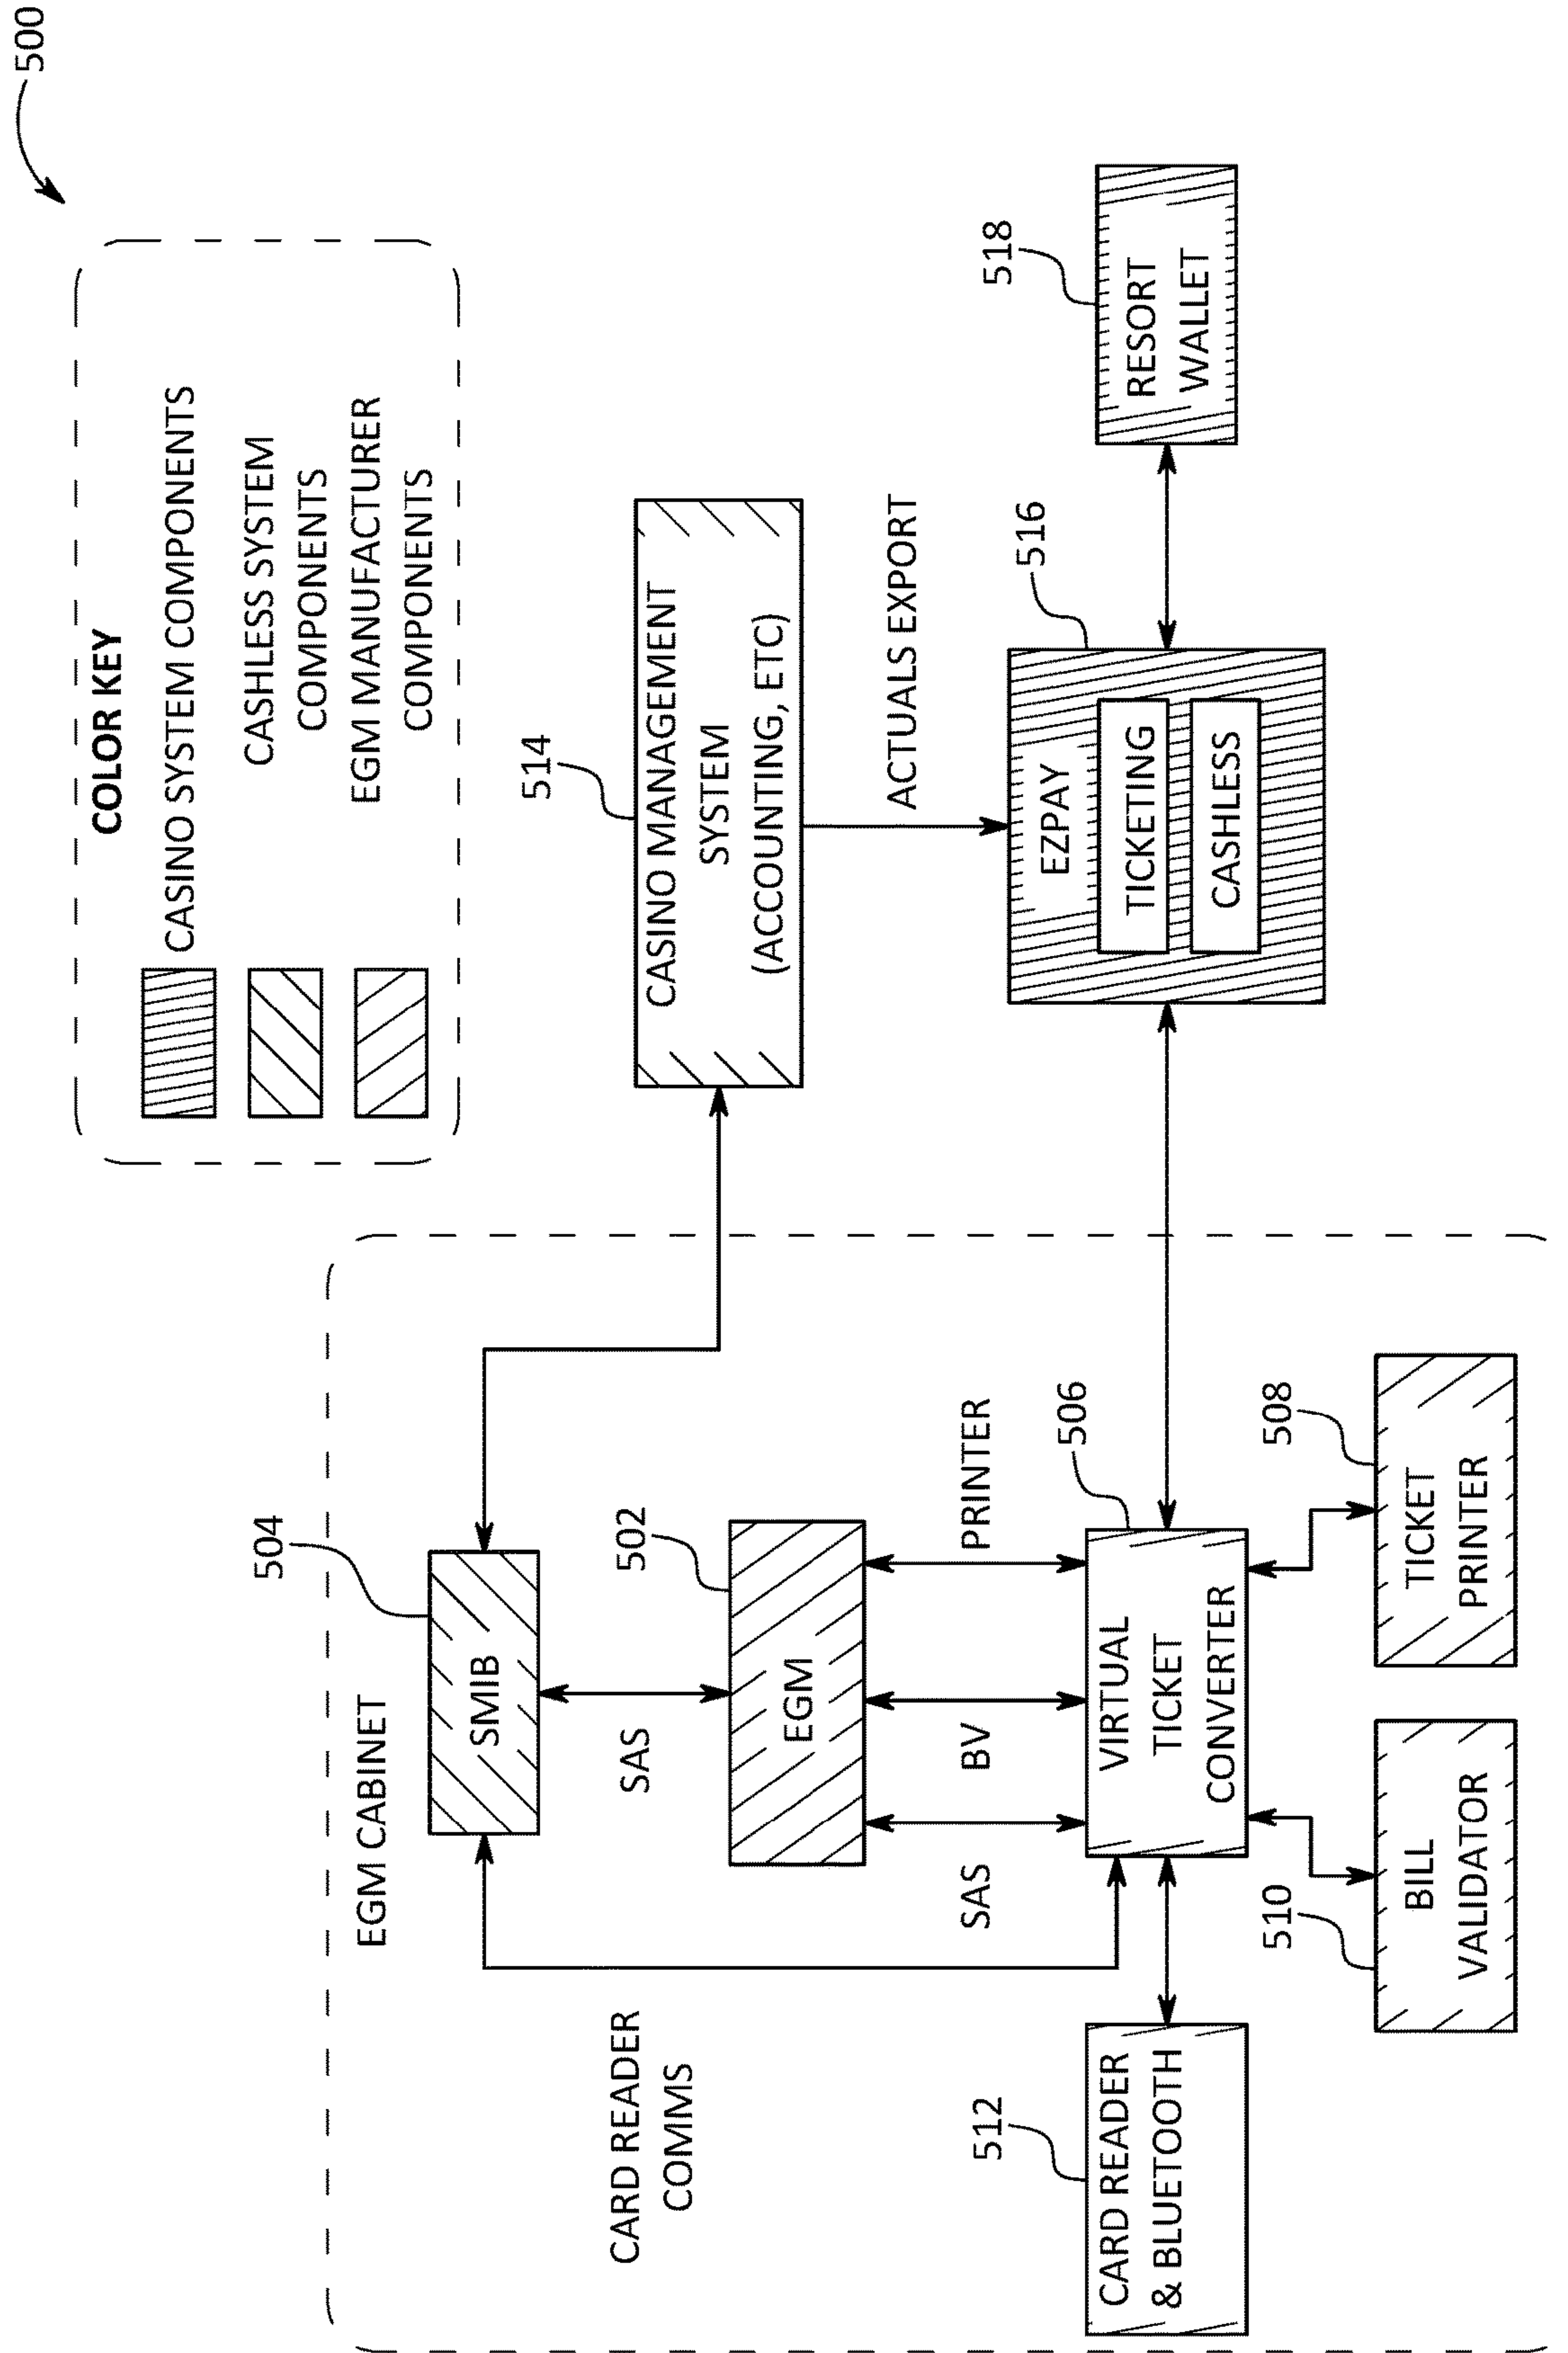 500
COLOR KEY
CASINO SYSTEM COMPONENTS
CASHLESS SYSTEM
COMPONENTS
EGM MANUFACTURER
COMPONENTS
EGM CABINET
504
SMIB
SAS
502
EGM
CARD READER
COMMS
SAS
BV
PRINTER
506
VIRTUAL
TICKET
CONVERTER
512
CARD READER
& BLUETOOTH
510
BILL
VALIDATOR
508
TICKET
PRINTER
514
CASINO MANAGEMENT
SYSTEM
(ACCOUNTING, ETC)
ACTUALS EXPORT
516
EZPAY
TICKETING
CASHLESS
518
RESORT
WALLET